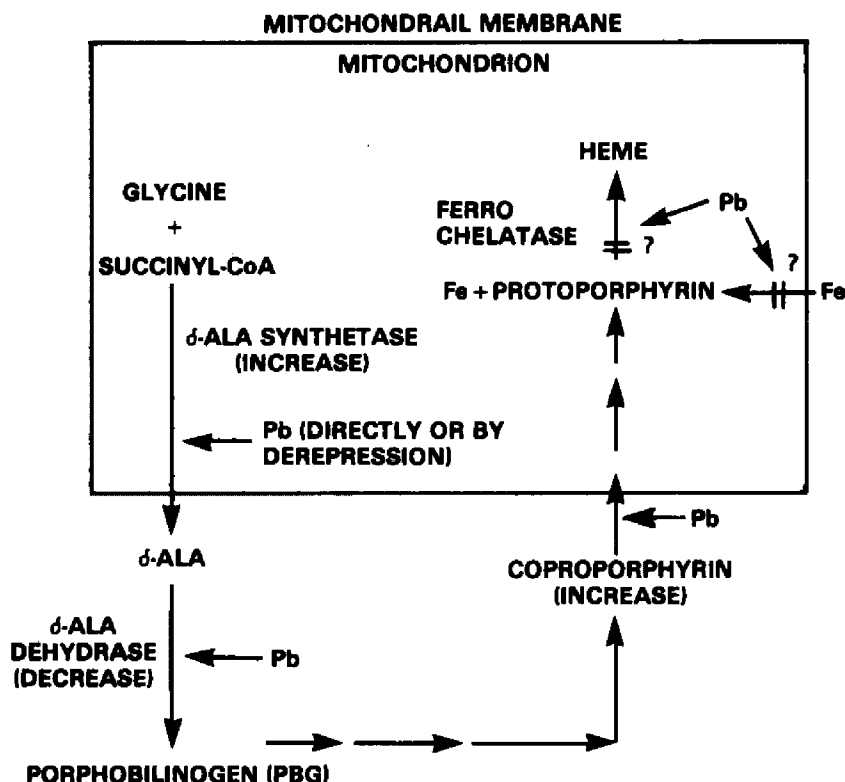 MITOCHONDRAIL MEMBRANE
MITOCHONDRION
HEME
GLYCINE
+
SUCCINYL-CoA
FERRO
CHELATASE
Pb
?
?
Fe + PROTOPORPHYRIN
Fe
δ-ALA SYNTHETASE
(INCREASE)
Pb (DIRECTLY OR BY
DEREPRESSION)
Pb
δ-ALA
COPROPORPHYRIN
(INCREASE)
δ-ALA
DEHYDRASE
(DECREASE)
Pb
PORPHOBILINOGEN (PBG)